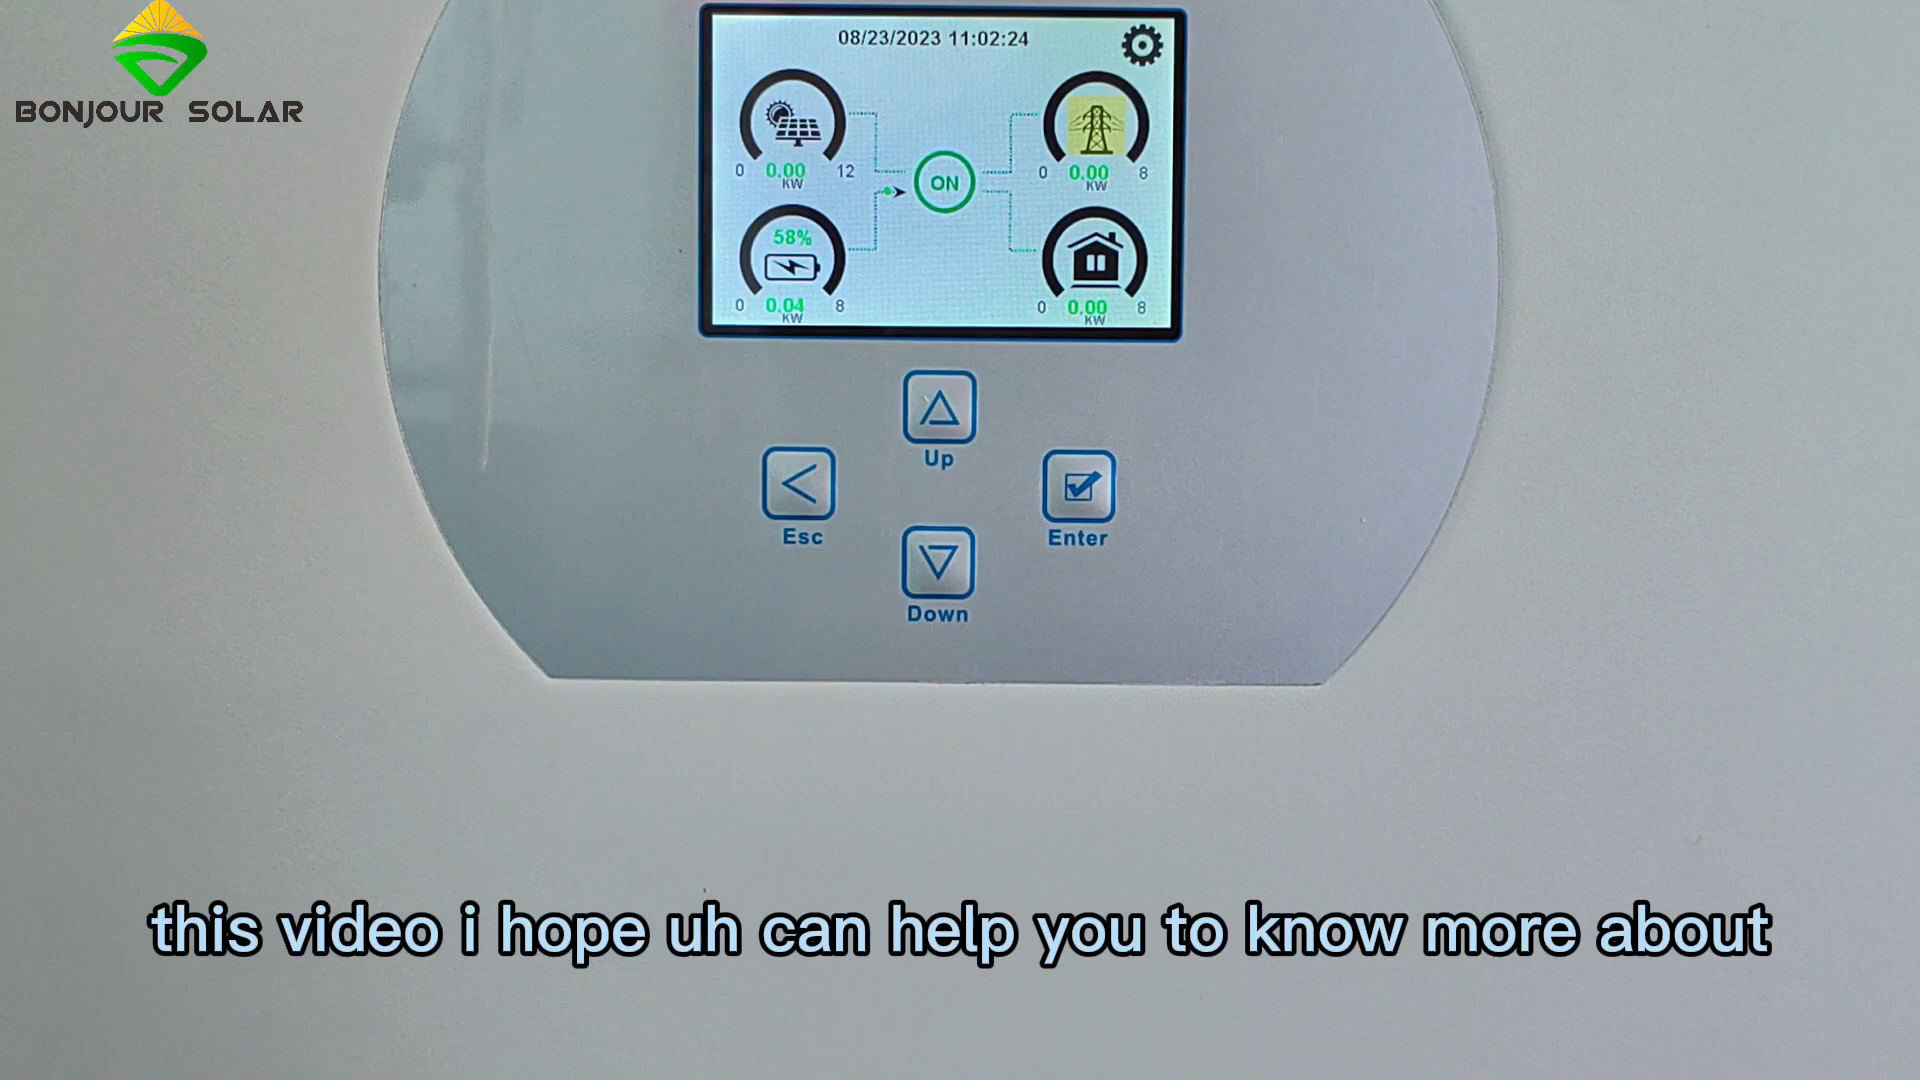 BONJOUR SOLAR
08/23/2023 11:02:24
0 0.00 12
KW
0 0.00 8
KW
ON
58%
0 0.04 8
KW
0 0.00 8
KW
Up
Esc
Enter
Down
this video i hope uh can help you to know more about